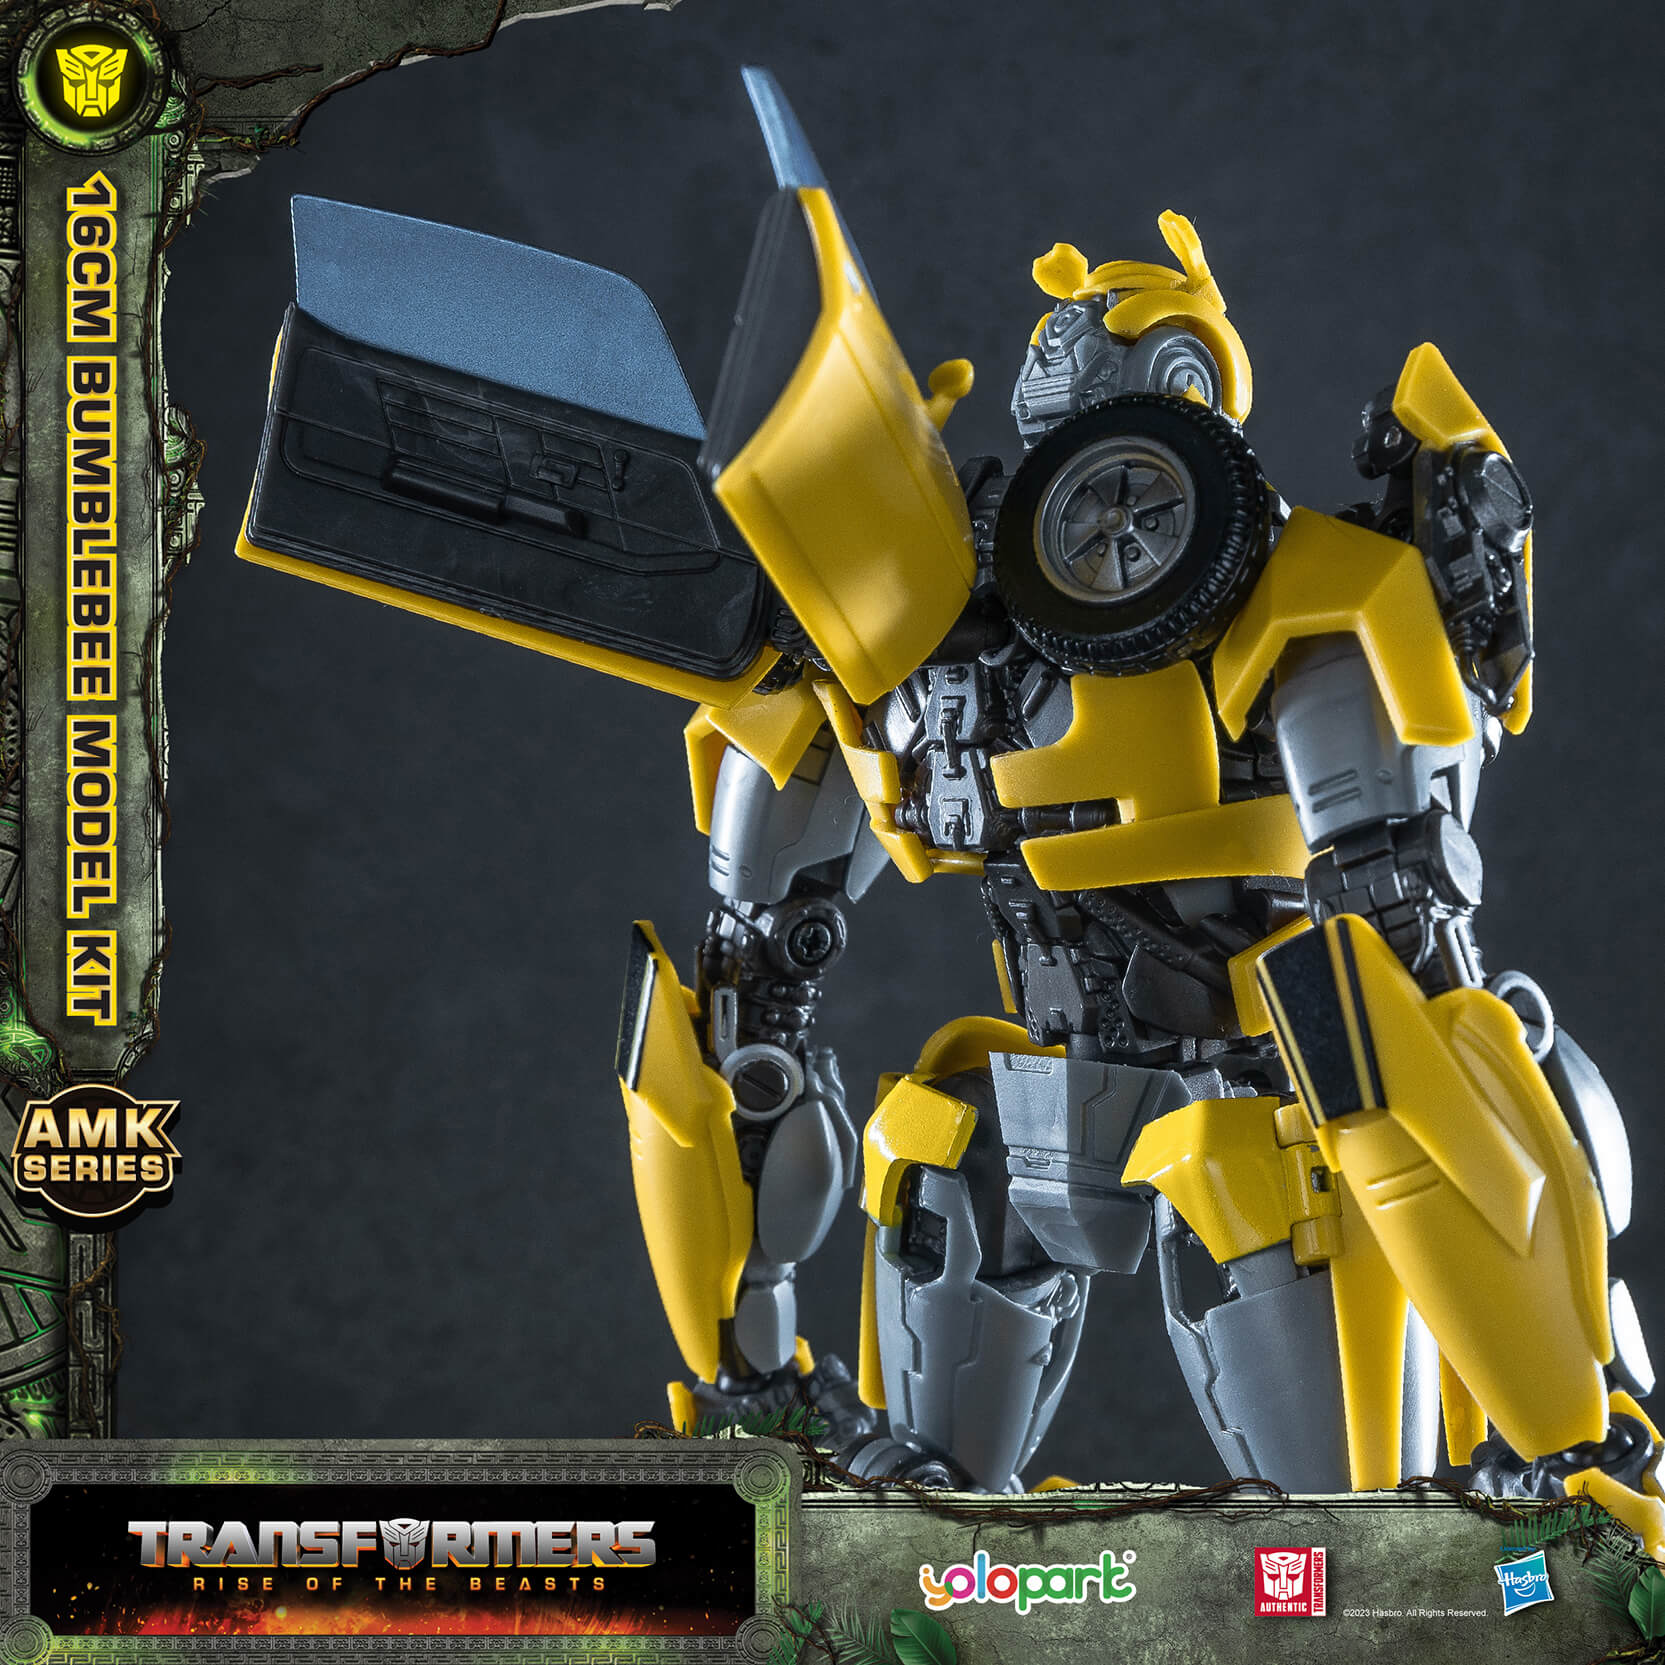 16CM BUMBLEBEE MODEL KIT
AMK
SERIES
TRANSFORMERS
RISE OF THE BEASTS
yolopart
AUTHENTIC
TRANSFORMERS
©2023 Hasbro. All Rights Reserved.
Hasbro